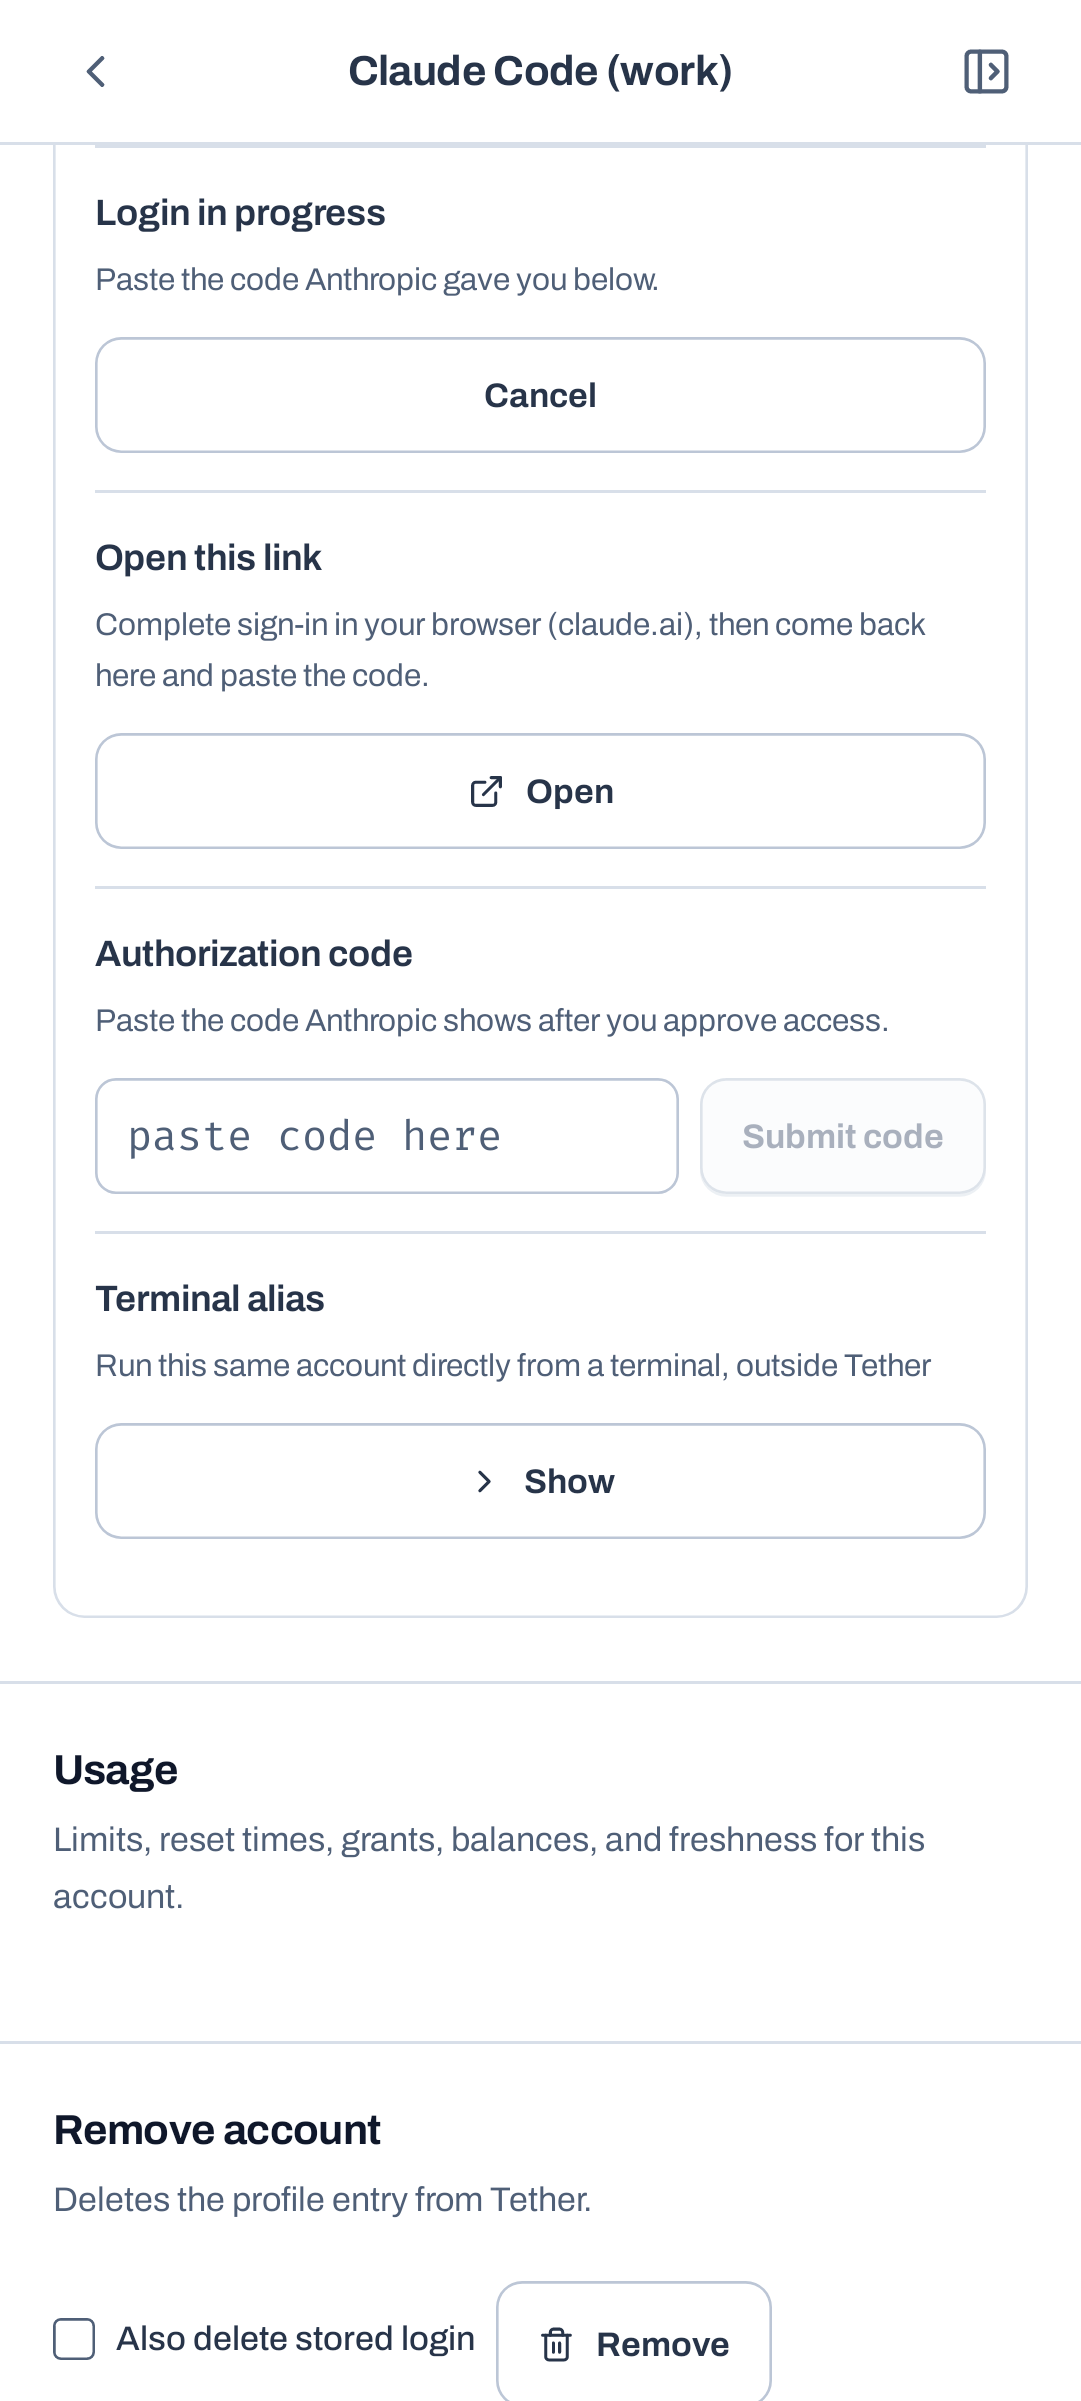 Claude Code (work)
Login in progress
Paste the code Anthropic gave you below.
Cancel
Open this link
Complete sign-in in your browser (claude.ai), then come back
here and paste the code.
Open
Authorization code
Paste the code Anthropic shows after you approve access.
paste code here
Submit code
Terminal alias
Run this same account directly from a terminal, outside Tether
Show
Usage
Limits, reset times, grants, balances, and freshness for this
account.
Remove account
Deletes the profile entry from Tether.
Also delete stored login
Remove